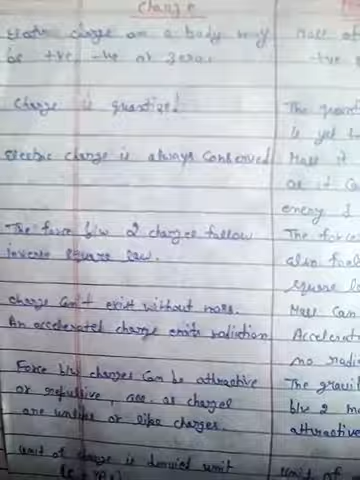 Charge
Electric charge on a body may
be +ve, -ve or zero.
Mass of
-ve
Charge is quantized
The quan
is yet t
Electric charge is always conserved
Mass it
as it c
energy
The force b/w 2 charges follow
inverse square law.
The force
also foll
square la
charge can't exist without mass.
Mass can
An accelerated charge emits radiation
Accelerat
no radia
Force b/w charges can be attractive
or repulsive, acc. as charges
are unlike or like charges.
The gravit
b/w 2 m
attractive
unit of charge is derived unit
unit of